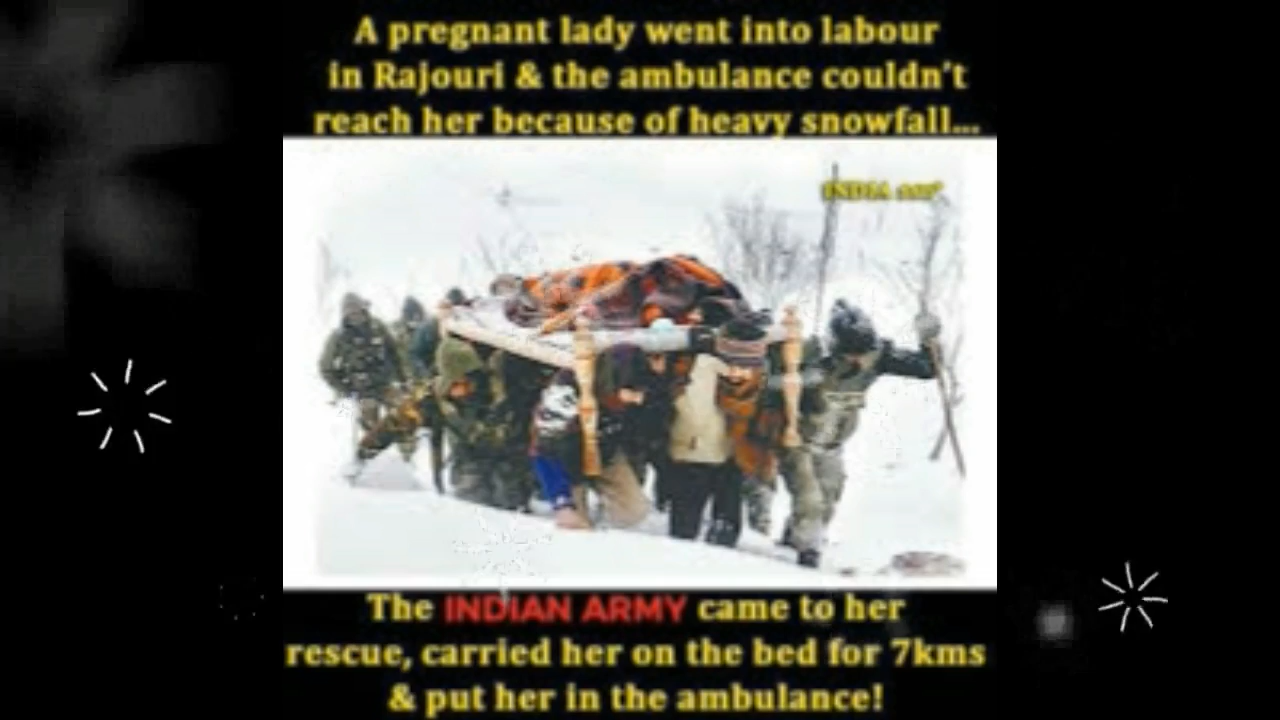 A pregnant lady went into labour
in Rajouri & the ambulance couldn't
reach her because of heavy snowfall...
INDIA
The INDIAN ARMY came to her
rescue, carried her on the bed for 7kms
& put her in the ambulance!